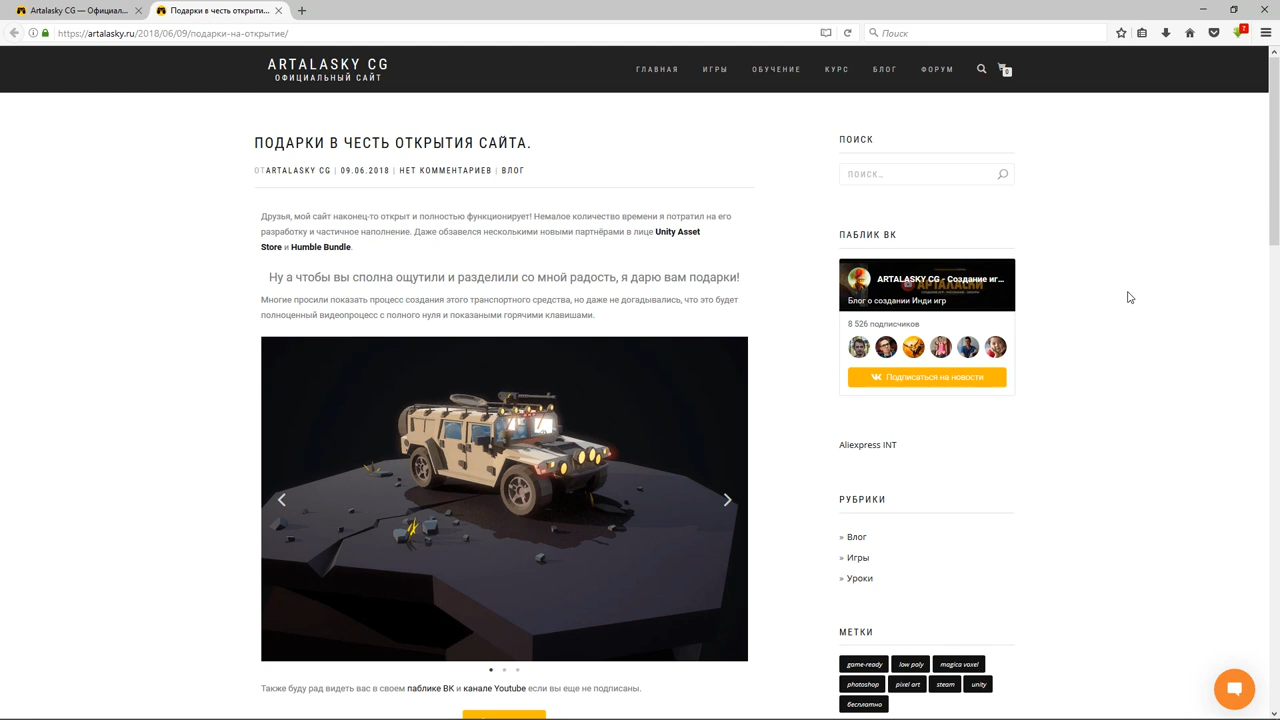 Artalasky CG — Официал...
Подарки в честь открыти...
https://artalasky.ru/2018/06/09/подарки-на-открытие/
Поиск
7
ARTALASKY CG
ОФИЦИАЛЬНЫЙ САЙТ
ГЛАВНАЯ ИГРЫ ОБУЧЕНИЕ КУРС БЛОГ ФОРУМ
0
ПОДАРКИ В ЧЕСТЬ ОТКРЫТИЯ САЙТА.
ОТARTALASKY CG | 09.06.2018 | НЕТ КОММЕНТАРИЕВ | ВЛОГ
Друзья, мой сайт наконец-то открыт и полностью функционирует! Немалое количество времени я потратил на его
разработку и частичное наполнение. Даже обзавелся несколькими новыми партнёрами в лице Unity Asset
Store и Humble Bundle.
Ну а чтобы вы сполна ощутили и разделили со мной радость, я дарю вам подарки!
Многие просили показать процесс создания этого транспортного средства, но даже не догадывались, что это будет
полноценный видеопроцесс с полного нуля и показаными горячими клавишами.
Также буду рад видеть вас в своем паблике ВК и канале Youtube если вы еще не подписаны.
ПОИСК
ПОИСК...
ПАБЛИК ВК
ARTALASKY CG - Создание иг...
Блог о создании Инди игр
8 526 подписчиков
Подписаться на новости
Aliexpress INT
РУБРИКИ
» Влог
» Игры
» Уроки
МЕТКИ
game-ready low poly magica voxel
photoshop pixel art steam unity
бесплатно